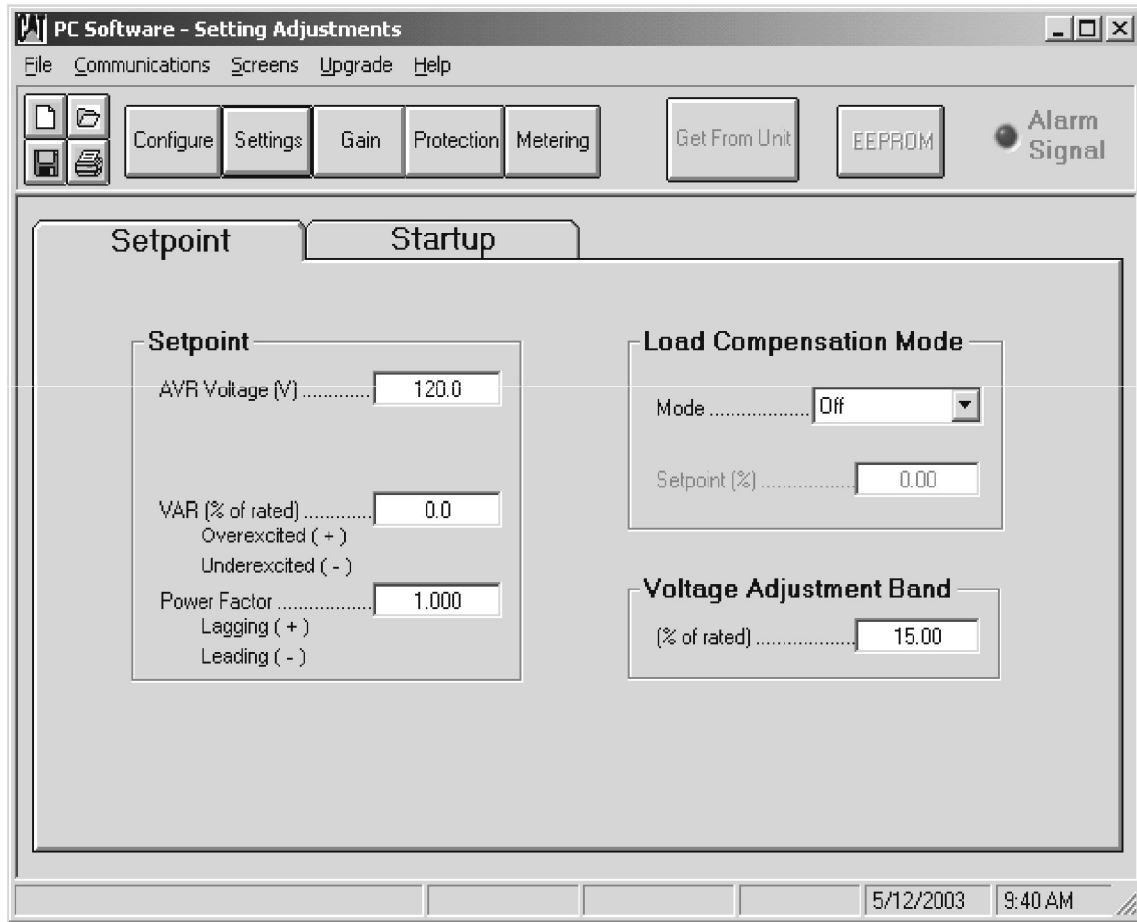 PC Software - Setting Adjustments
File Communications Screens Upgrade Help
Configure Settings Gain Protection Metering Get From Unit EEPROM Alarm Signal
Setpoint Startup
Setpoint
AVR Voltage (V) ............. 120.0
VAR (% of rated) ............. 0.0
Overexcited ( + )
Underexcited ( - )
Power Factor .................. 1.000
Lagging ( + )
Leading ( - )
Load Compensation Mode
Mode ................... Off
Setpoint (%) .................. 0.00
Voltage Adjustment Band
(% of rated) ................... 15.00
5/12/2003 9:40 AM